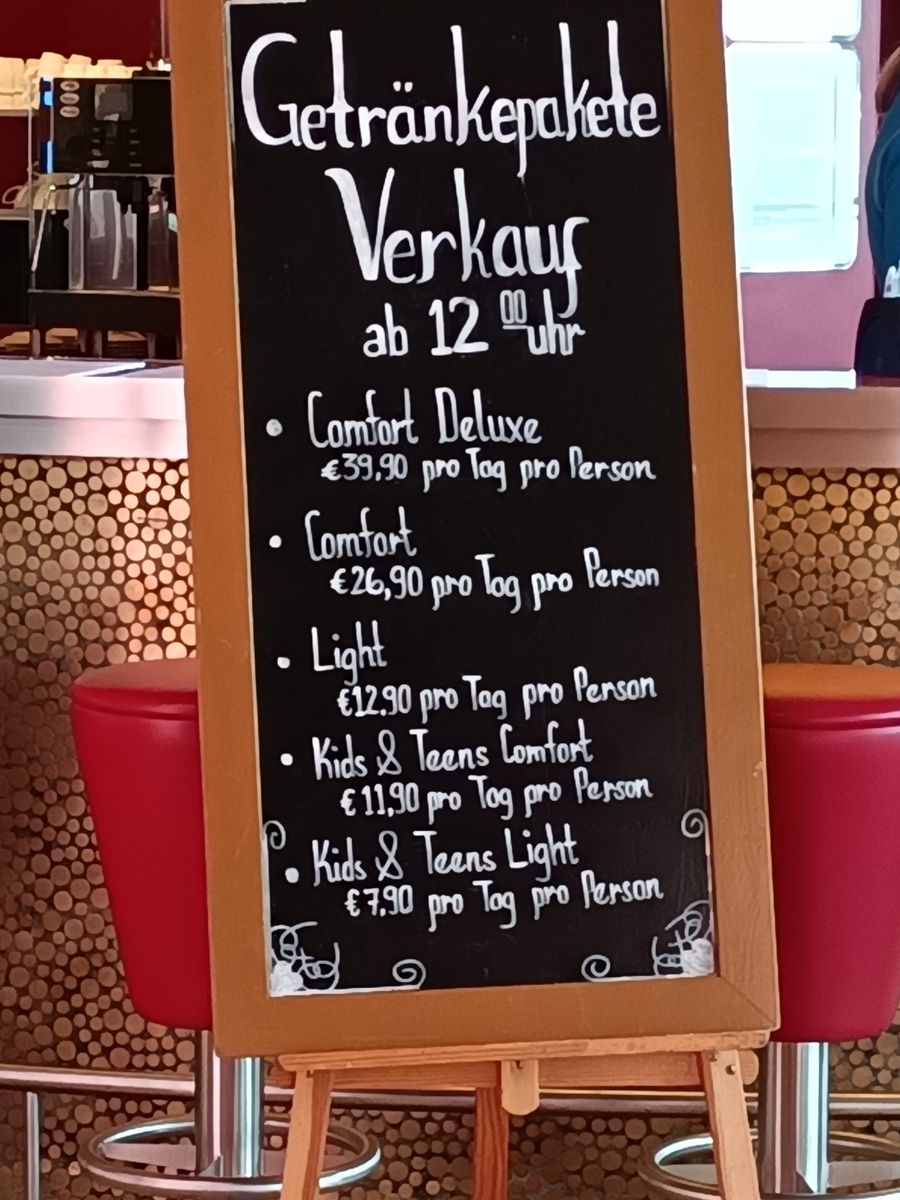 Getränkepakete
Verkauf
ab 12 00 uhr
• Comfort Deluxe
€39,90 pro Tag pro Person
• Comfort
€26,90 pro Tag pro Person
• Light
€12.90 pro Tag pro Person
• Kids & Teens Comfort
€11,90 pro Tag pro Person
• Kids & Teens Light
€7.90 pro Tag pro Person